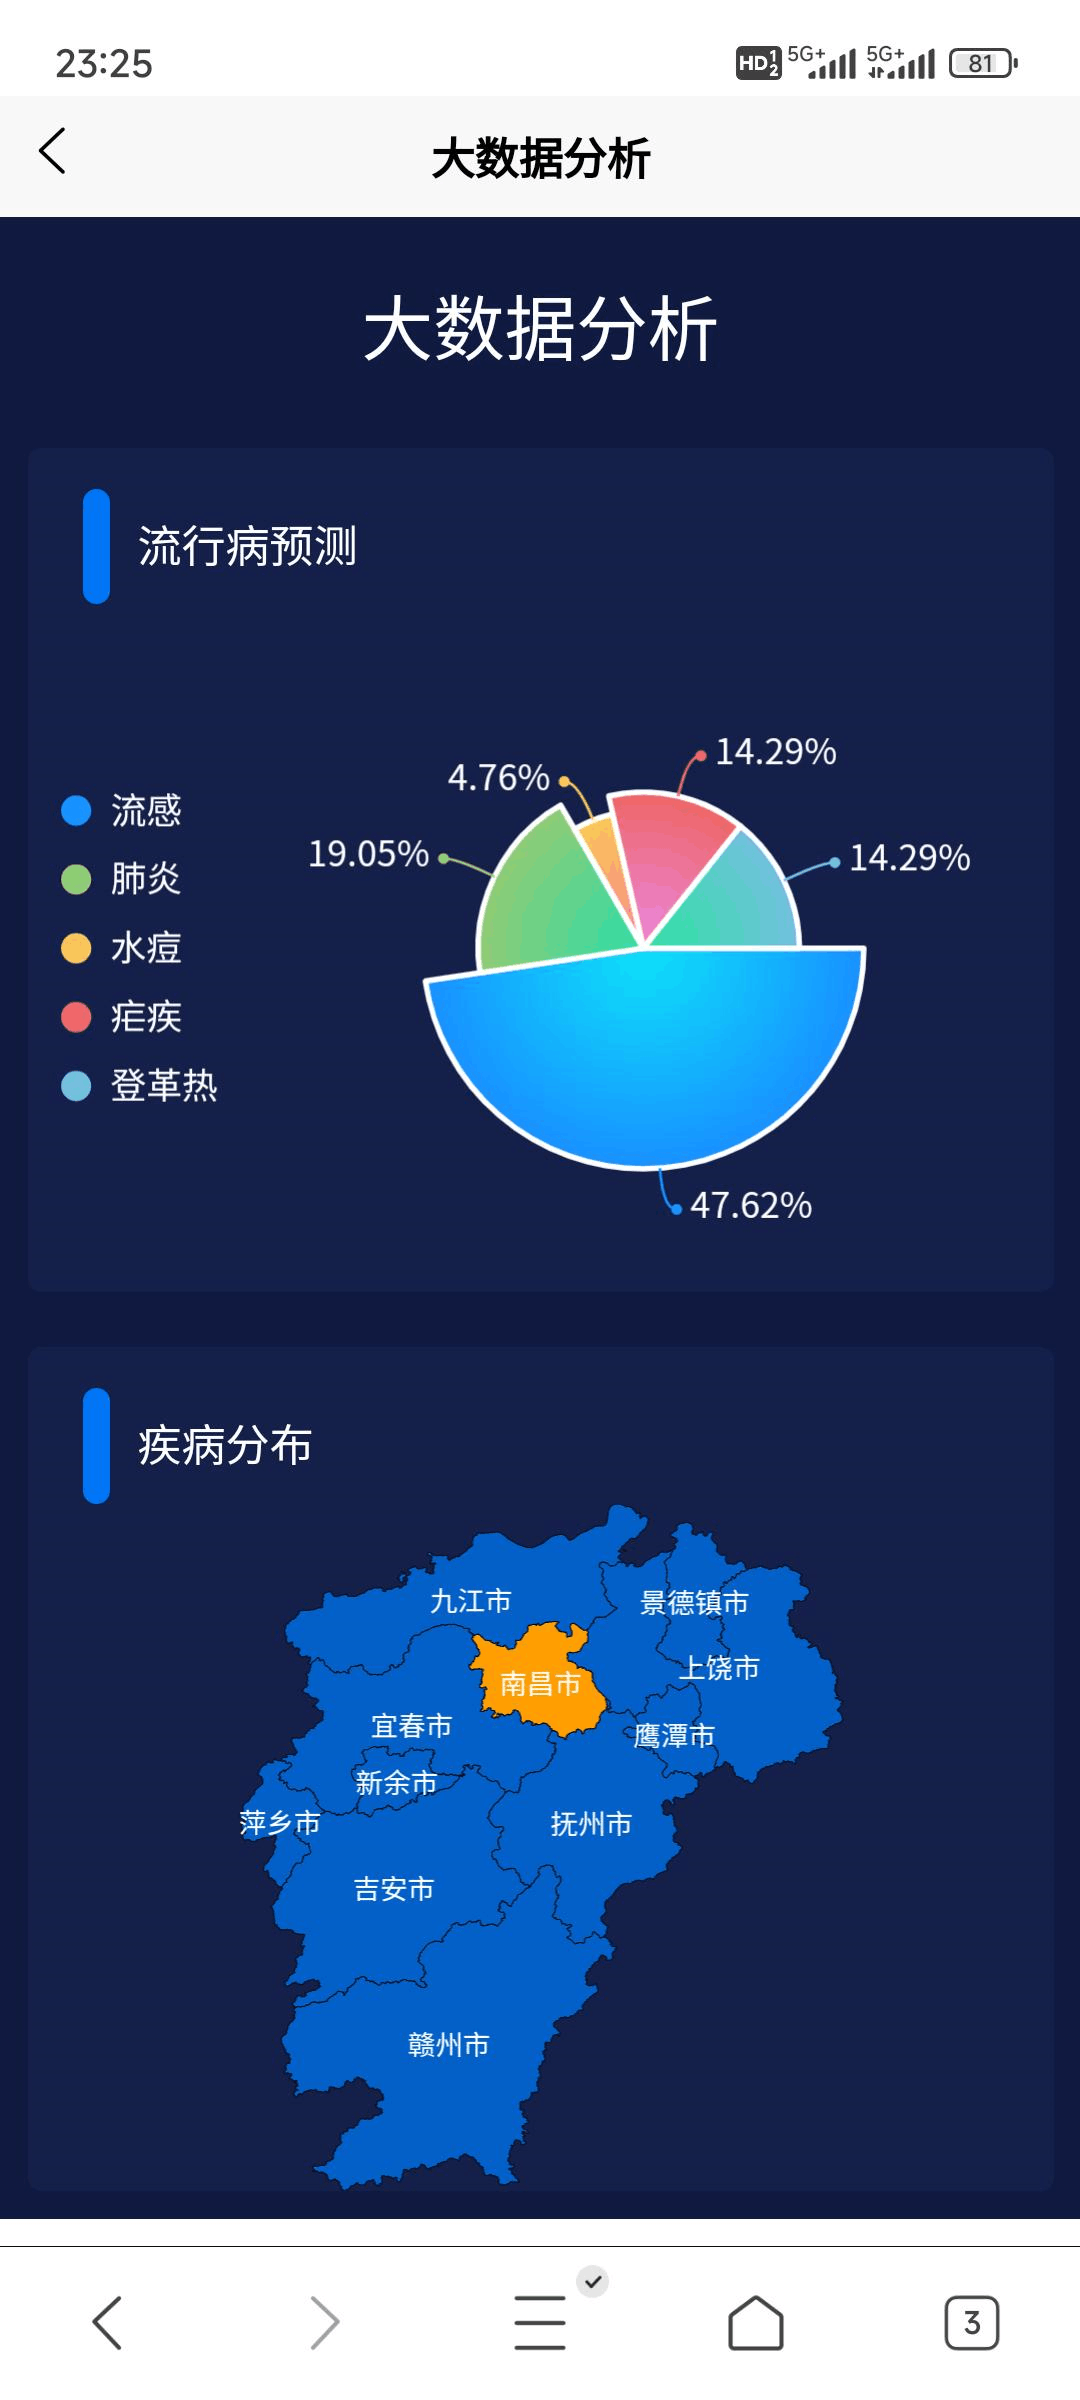 23:25
HD 1 2 5G+ 5G+ 81
大数据分析
大数据分析
流行病预测
流感
肺炎
水痘
疟疾
登革热
14.29%
4.76%
19.05%
14.29%
47.62%
疾病分布
九江市
景德镇市
上饶市
南昌市
宜春市
鹰潭市
新余市
萍乡市
抚州市
吉安市
赣州市
3